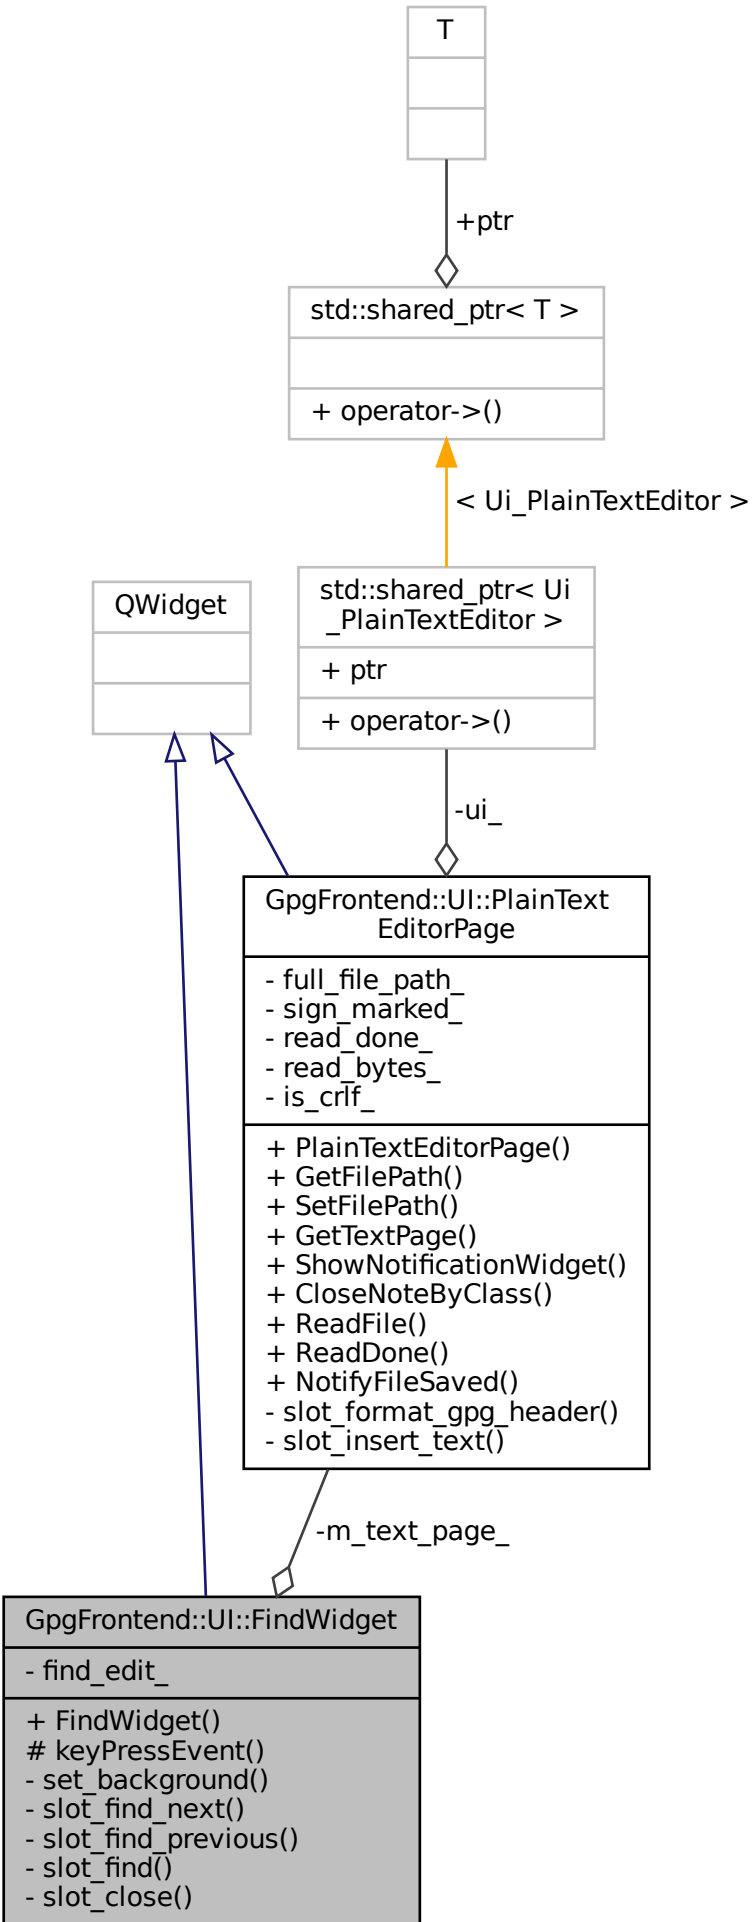 T
+ptr
std::shared_ptr< T >
+ operator->()
< Ui_PlainTextEditor >
QWidget
std::shared_ptr< Ui
_PlainTextEditor >
+ ptr
+ operator->()
-ui_
GpgFrontend::UI::PlainText
EditorPage
- full_file_path_
- sign_marked_
- read_done_
- read_bytes_
- is_crlf_
+ PlainTextEditorPage()
+ GetFilePath()
+ SetFilePath()
+ GetTextPage()
+ ShowNotificationWidget()
+ CloseNoteByClass()
+ ReadFile()
+ ReadDone()
+ NotifyFileSaved()
- slot_format_gpg_header()
- slot_insert_text()
-m_text_page_
GpgFrontend::UI::FindWidget
- find_edit_
+ FindWidget()
# keyPressEvent()
- set_background()
- slot_find_next()
- slot_find_previous()
- slot_find()
- slot_close()